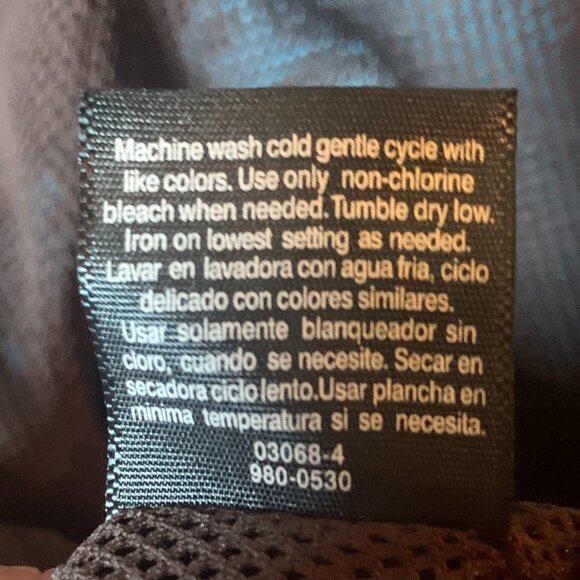 Machine wash cold gentle cycle with
like colors. Use only non-chlorine
bleach when needed. Tumble dry low.
Iron on lowest setting as needed.
Lavar en lavadora con agua fria, ciclo
delicado con colores similares.
Usar solamente blanqueador sin
cloro, cuando se necesite. Secar en
secadora ciclo lento. Usar plancha en
minima temperatura si se necesita.
03068-4
980-0530